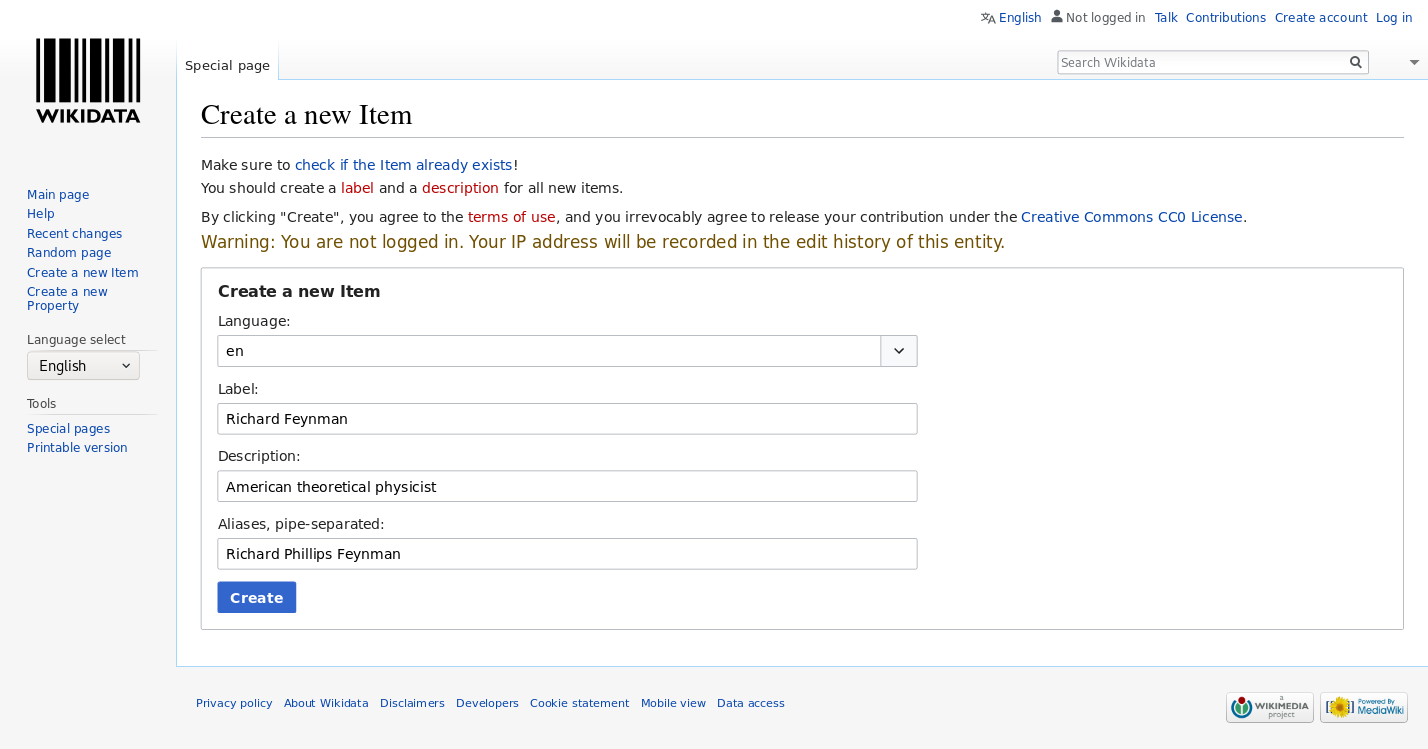 English Not logged in Talk Contributions Create account Log in
WIKIDATA
Special page
Search Wikidata
Create a new Item
Make sure to check if the Item already exists!
You should create a label and a description for all new items.
By clicking "Create", you agree to the terms of use, and you irrevocably agree to release your contribution under the Creative Commons CC0 License.
Warning: You are not logged in. Your IP address will be recorded in the edit history of this entity.
Create a new Item
Language:
en
Label:
Richard Feynman
Description:
American theoretical physicist
Aliases, pipe-separated:
Richard Phillips Feynman
Create
Main page
Help
Recent changes
Random page
Create a new Item
Create a new
Property
Language select
English
Tools
Special pages
Printable version
Privacy policy About Wikidata Disclaimers Developers Cookie statement Mobile view Data access
a
WIKIMEDIA
project
Powered By
MediaWiki